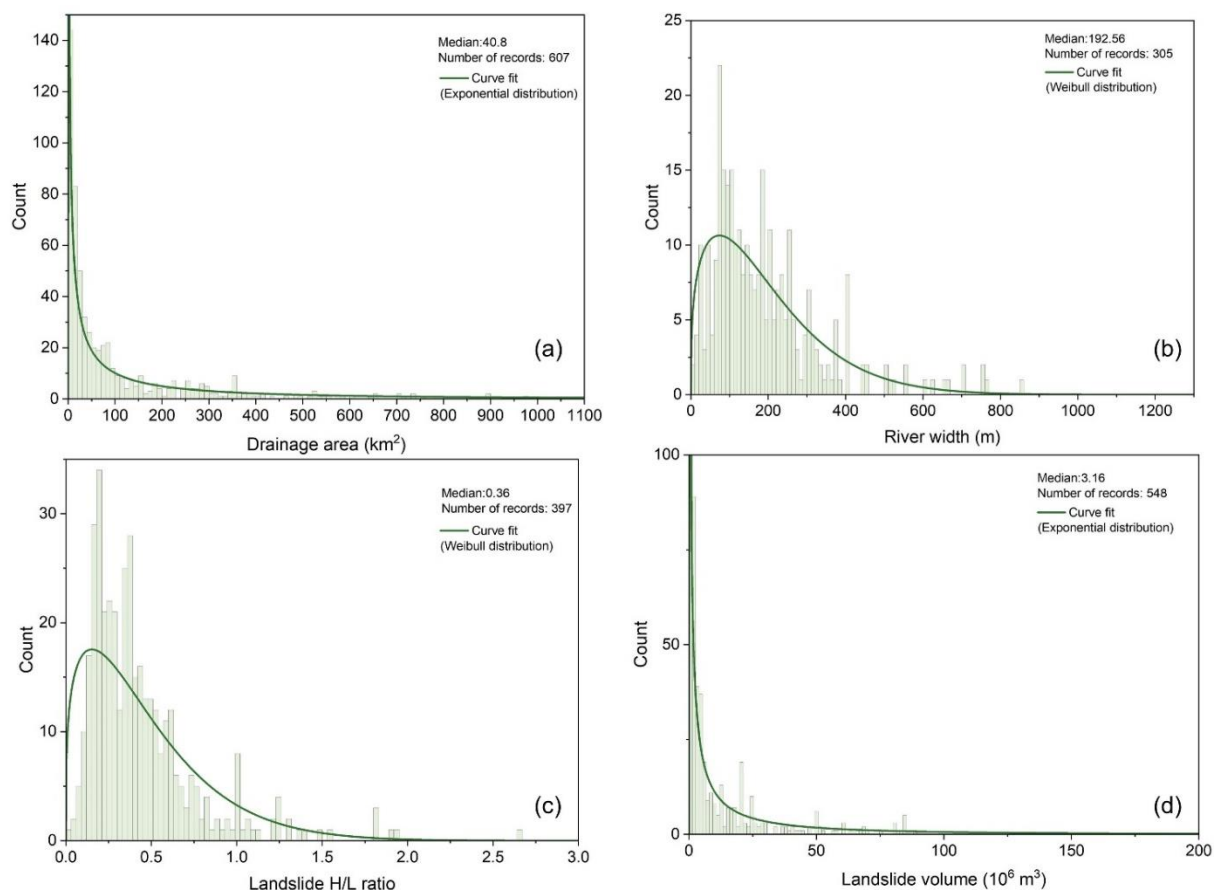 140
120
100
80
60
40
20
0
Count
0 100 200 300 400 500 600 700 800 900 1000 1100
Drainage area (km²)
Median:40.8
Number of records: 607
Curve fit
(Exponential distribution)
(a)
25
20
15
10
5
0
Count
0 200 400 600 800 1000 1200
River width (m)
Median:192.56
Number of records: 305
Curve fit
(Weibull distribution)
(b)
30
20
10
0
Count
0.0 0.5 1.0 1.5 2.0 2.5 3.0
Landslide H/L ratio
Median:0.36
Number of records: 397
Curve fit
(Weibull distribution)
(c)
100
50
0
Count
0 50 100 150 200
Landslide volume (10⁶ m³)
Median:3.16
Number of records: 548
Curve fit
(Exponential distribution)
(d)